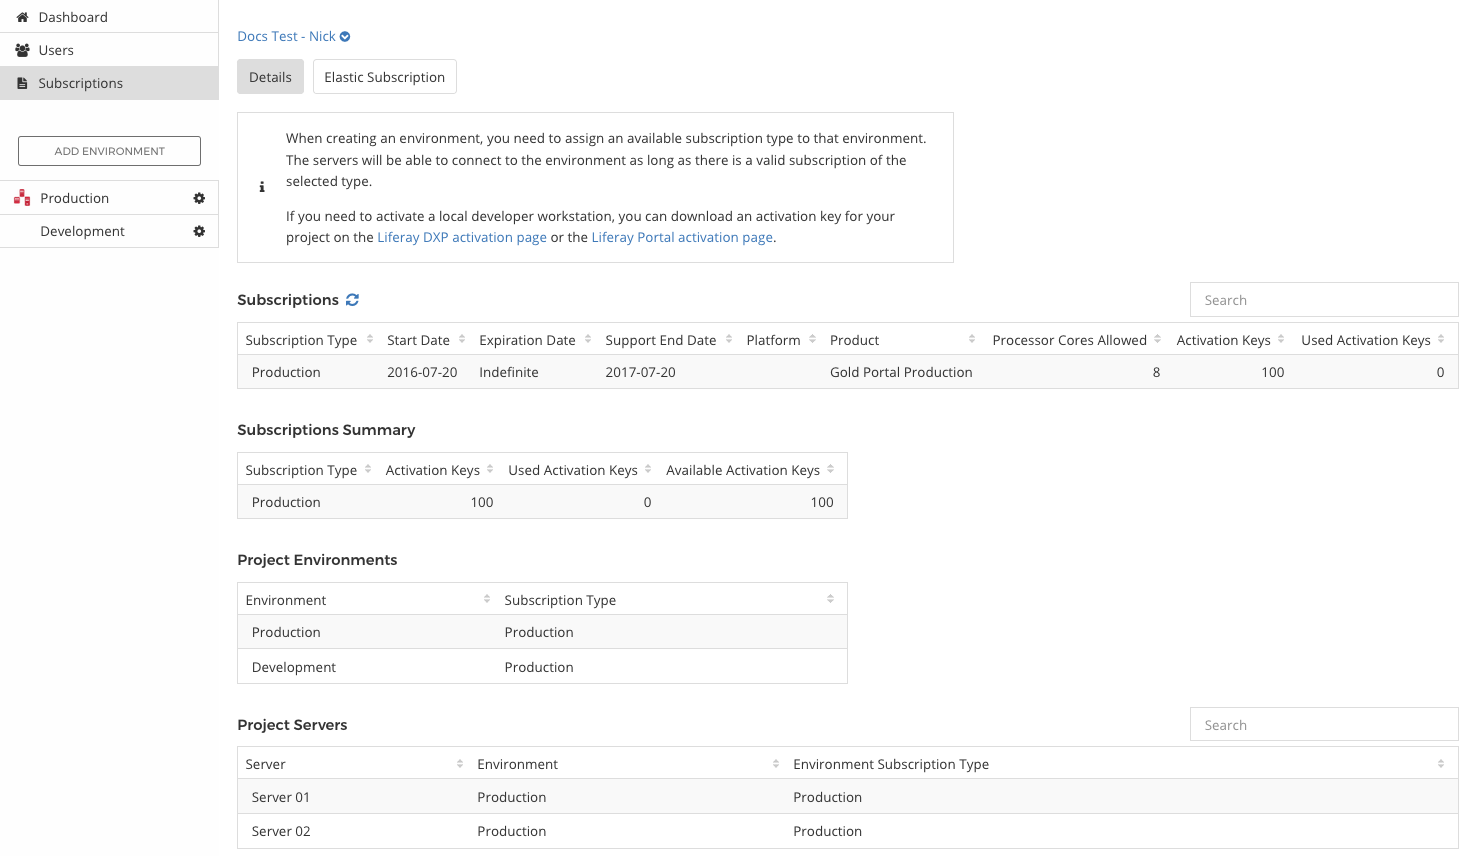 Dashboard
Users
Subscriptions
ADD ENVIRONMENT
Production
Development
Docs Test - Nick
Details
Elastic Subscription
When creating an environment, you need to assign an available subscription type to that environment.
The servers will be able to connect to the environment as long as there is a valid subscription of the
selected type.
If you need to activate a local developer workstation, you can download an activation key for your
project on the Liferay DXP activation page or the Liferay Portal activation page.
Subscriptions
Search
Subscription Type Start Date Expiration Date Support End Date Platform Product Processor Cores Allowed Activation Keys Used Activation Keys
Production 2016-07-20 Indefinite 2017-07-20 Gold Portal Production 8 100 0
Subscriptions Summary
Subscription Type Activation Keys Used Activation Keys Available Activation Keys
Production 100 0 100
Project Environments
Environment Subscription Type
Production Production
Development Production
Project Servers
Search
Server Environment Environment Subscription Type
Server 01 Production Production
Server 02 Production Production